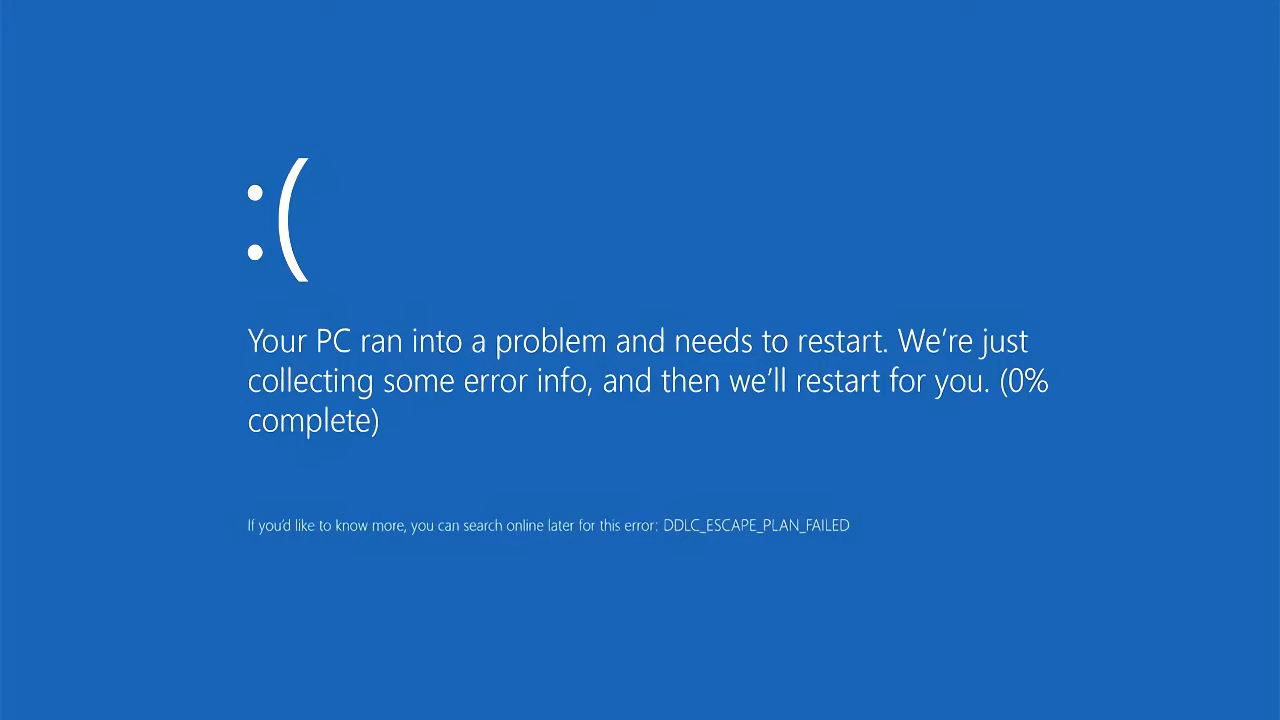 :(
Your PC ran into a problem and needs to restart. We're just
collecting some error info, and then we'll restart for you. (0%
complete)
If you'd like to know more, you can search online later for this error: DDLC_ESCAPE_PLAN_FAILED